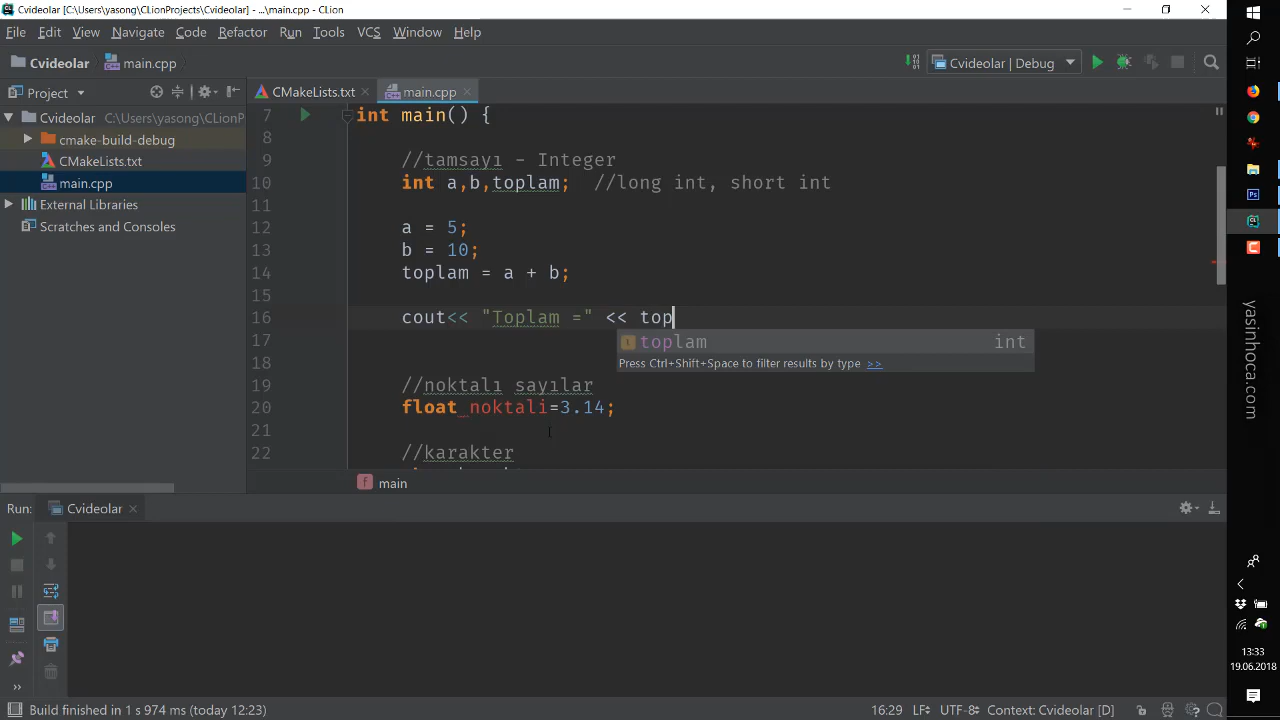 Cvideolar [C:\Users\yasong\CLionProjects\Cvideolar] - ...\main.cpp - CLion
File Edit View Navigate Code Refactor Run Tools VCS Window Help
Cvideolar main.cpp Cvideolar | Debug
Project CMakeLists.txt main.cpp
Cvideolar C:\Users\yasong\CLionPr
cmake-build-debug
CMakeLists.txt
main.cpp
External Libraries
Scratches and Consoles
7 int main() {
8
9 //tamsayı - Integer
10 int a,b,toplam; //long int, short int
11
12 a = 5;
13 b = 10;
14 toplam = a + b;
15
16 cout<< "Toplam =" << top
toplam int
Press Ctrl+Shift+Space to filter results by type >>
17
18
19 //noktalı sayılar
20 float noktali=3.14;
21
22 //karakter
main
yasinhoca.com
Run: Cvideolar
Build finished in 1 s 974 ms (today 12:23) 16:29 LF UTF-8 Context: Cvideolar [D]
13:33
19.06.2018